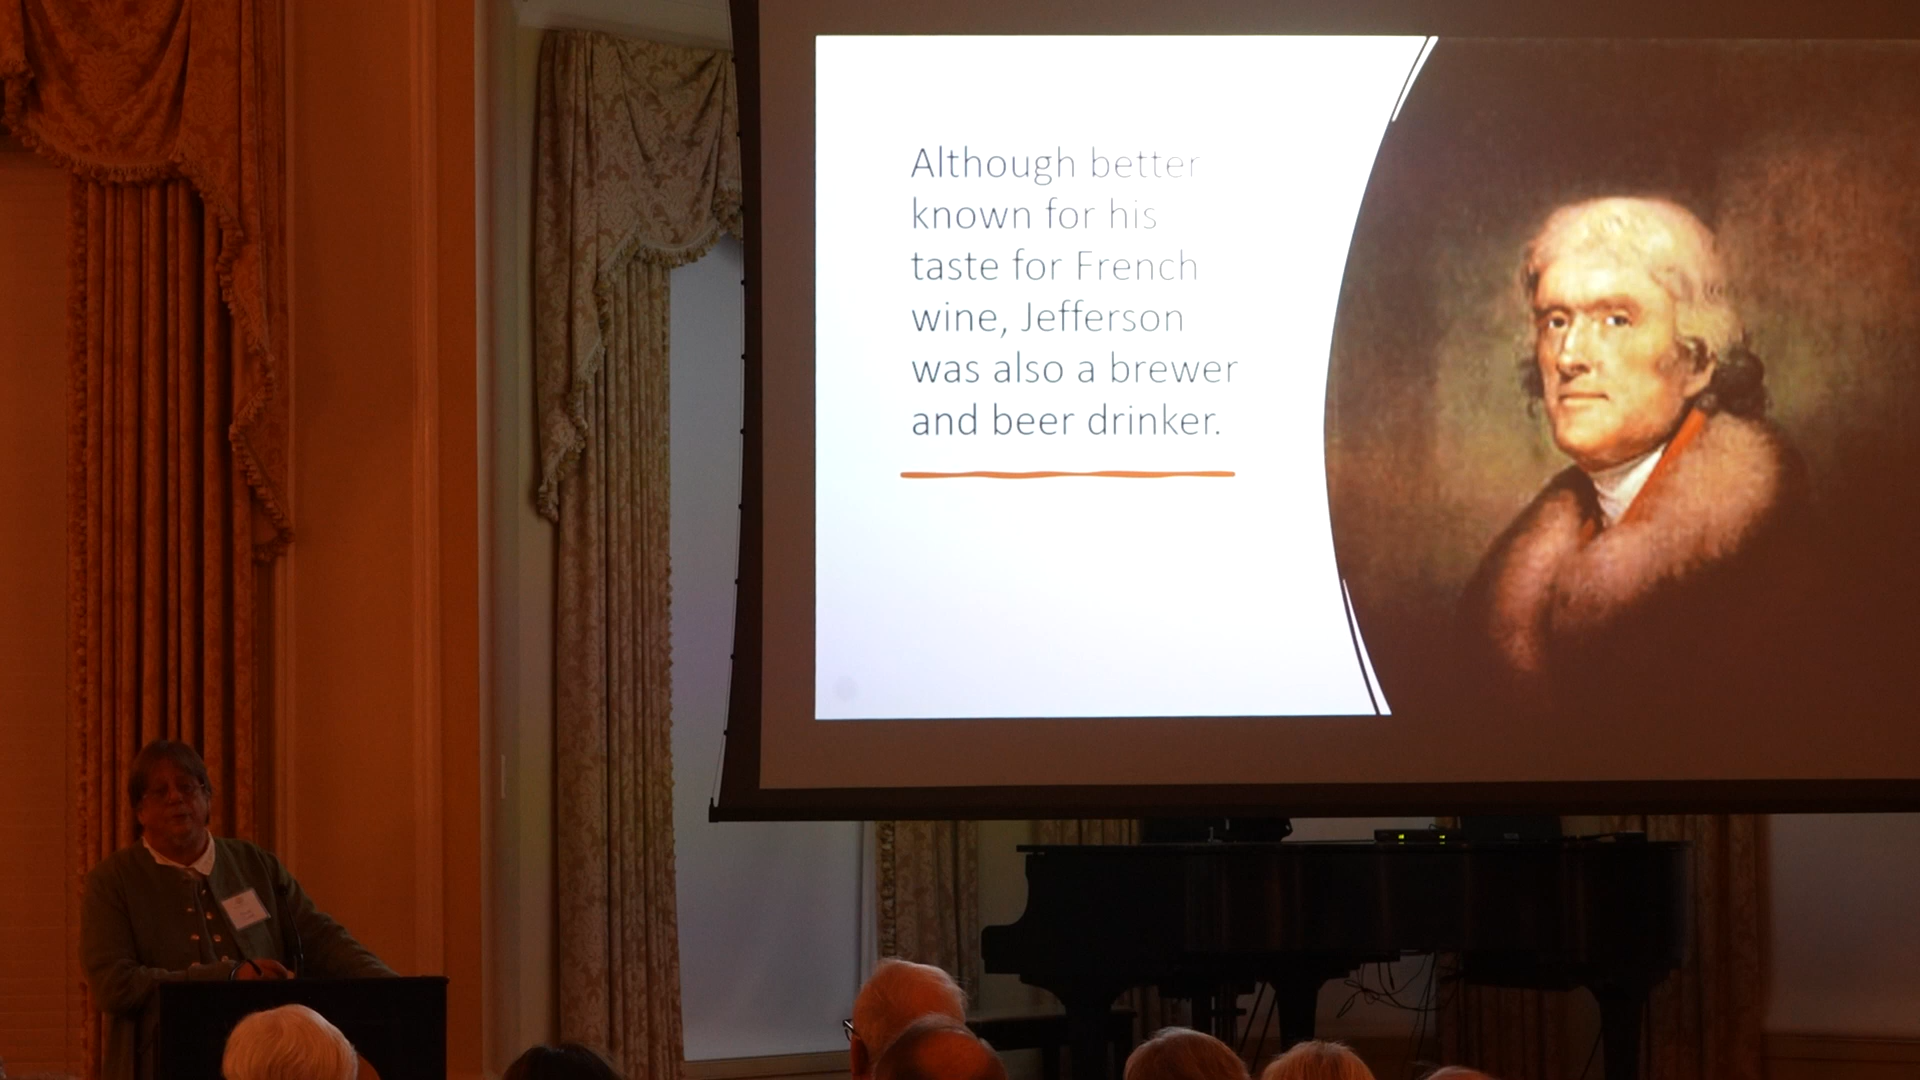 Although better
known for his
taste for French
wine, Jefferson
was also a brewer
and beer drinker.